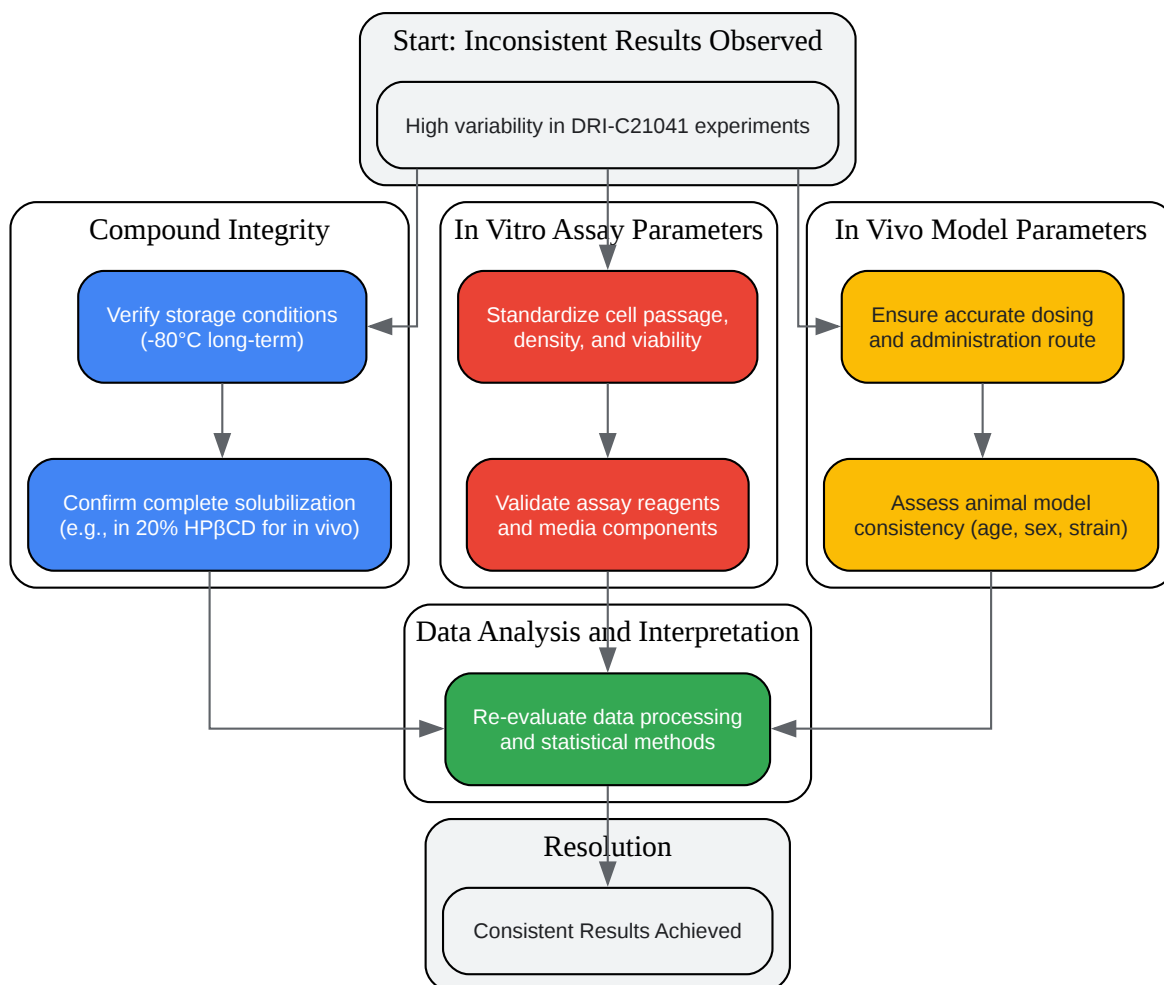 Start: Inconsistent Results Observed
High variability in DRI-C21041 experiments
Compound Integrity
Verify storage conditions
(-80°C long-term)
Confirm complete solubilization
(e.g., in 20% HPβCD for in vivo)
In Vitro Assay Parameters
Standardize cell passage,
density, and viability
Validate assay reagents
and media components
In Vivo Model Parameters
Ensure accurate dosing
and administration route
Assess animal model
consistency (age, sex, strain)
Data Analysis and Interpretation
Re-evaluate data processing
and statistical methods
Resolution
Consistent Results Achieved